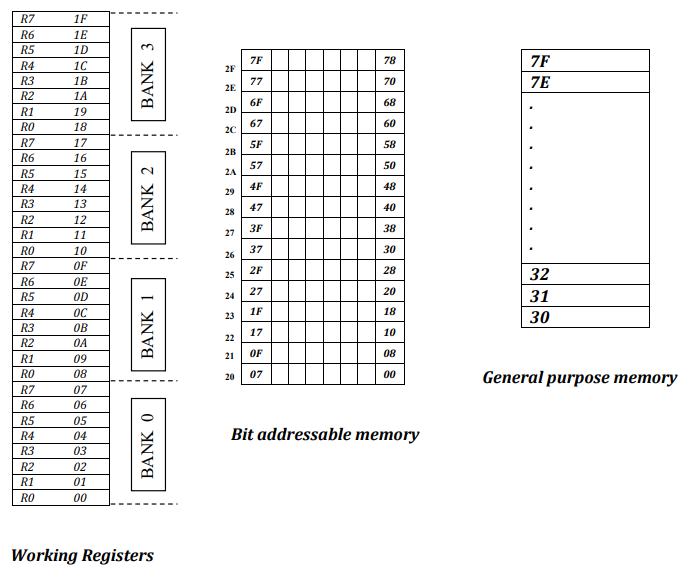 R7 1F
R6 1E
R5 1D
R4 1C
R3 1B
R2 1A
R1 19
R0 18
R7 17
R6 16
R5 15
R4 14
R3 13
R2 12
R1 11
R0 10
R7 0F
R6 0E
R5 0D
R4 0C
R3 0B
R2 0A
R1 09
R0 08
R7 07
R6 06
R5 05
R4 04
R3 03
R2 02
R1 01
R0 00
BANK 3
BANK 2
BANK 1
BANK 0
Working Registers
2F 7F 78
2E 77 70
2D 6F 68
2C 67 60
2B 5F 58
2A 57 50
29 4F 48
28 47 40
27 3F 38
26 37 30
25 2F 28
24 27 20
23 1F 18
22 17 10
21 0F 08
20 07 00
Bit addressable memory
7F
7E
.
.
.
.
.
.
.
.
32
31
30
General purpose memory